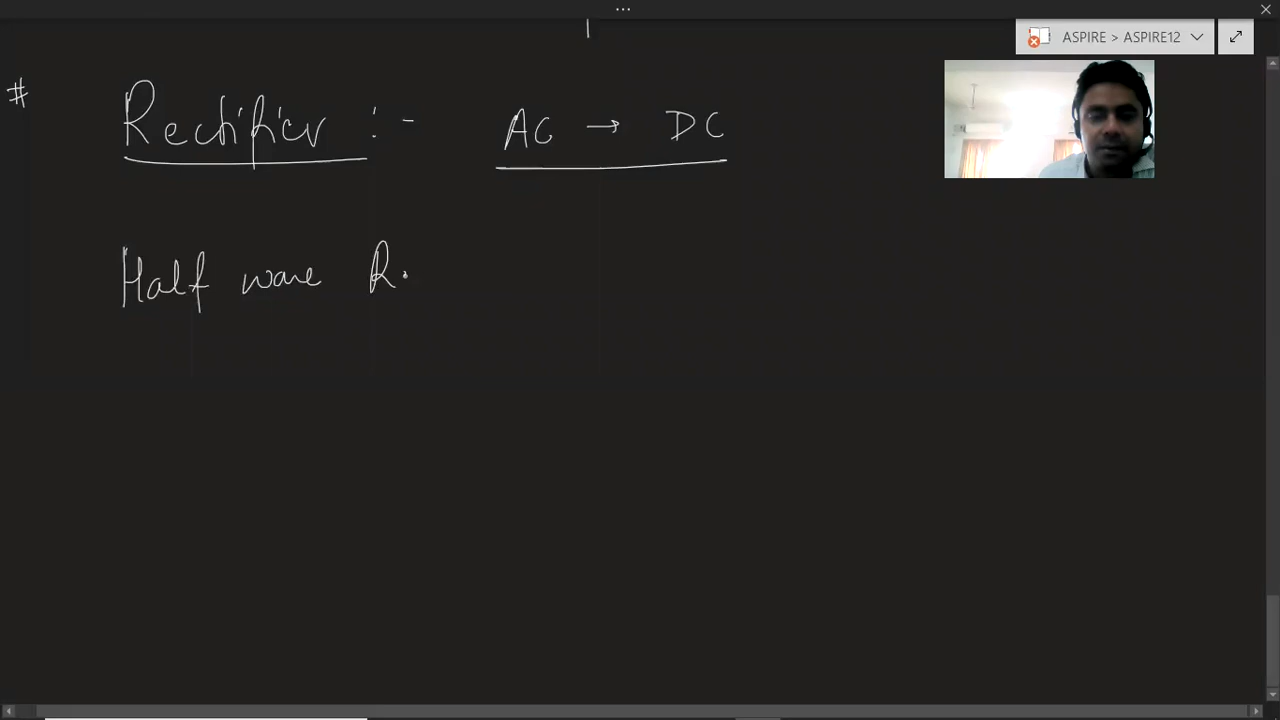 ASPIRE > ASPIRE12
# Rectifier :- AC → DC
Half wave R.